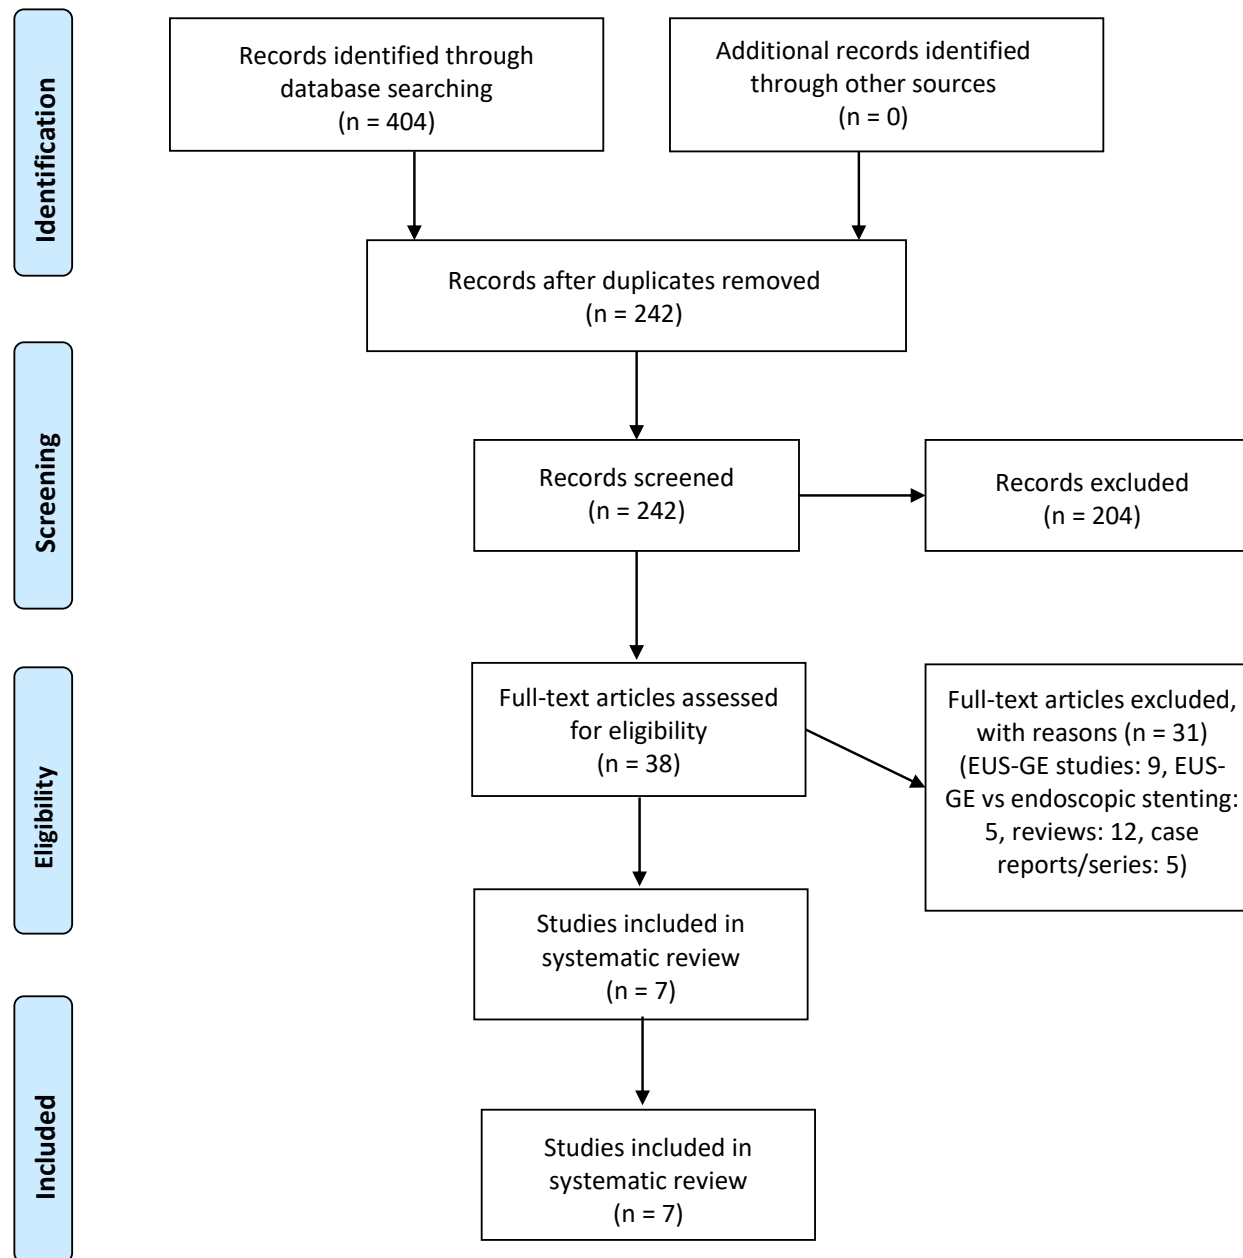 Identification
Records identified through
database searching
(n = 404)
Additional records identified
through other sources
(n = 0)
Records after duplicates removed
(n = 242)
Screening
Records screened
(n = 242)
Records excluded
(n = 204)
Eligibility
Full-text articles assessed
for eligibility
(n = 38)
Full-text articles excluded,
with reasons (n = 31)
(EUS-GE studies: 9, EUS-
GE vs endoscopic stenting:
5, reviews: 12, case
reports/series: 5)
Studies included in
systematic review
(n = 7)
Included
Studies included in
systematic review
(n = 7)